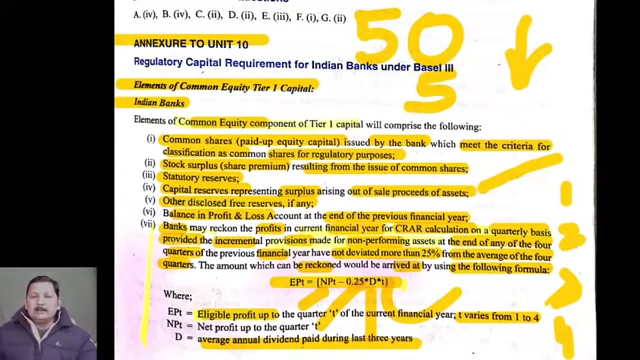 A. (iv), B. (iv), C. (ii), D. (ii), E. (iii), F. (i), G. (ii)
50
5
ANNEXURE TO UNIT 10
Regulatory Capital Requirement for Indian Banks under Basel III
Elements of Common Equity Tier 1 Capital:
Indian Banks
Elements of Common Equity component of Tier 1 capital will comprise the following:
(i) Common shares (paid-up equity capital) issued by the bank which meet the criteria for
classification as common shares for regulatory purposes;
(ii) Stock surplus (share premium) resulting from the issue of common shares;
(iii) Statutory reserves;
(iv) Capital reserves representing surplus arising out of sale proceeds of assets;
(v) Other disclosed free reserves, if any;
(vi) Balance in Profit & Loss Account at the end of the previous financial year;
(vii) Banks may reckon the profits in current financial year for CRAR calculation on a quarterly basis
provided the incremental provisions made for non-performing assets at the end of any of the four
quarters of the previous financial year have not deviated more than 25% from the average of the four
quarters. The amount which can be reckoned would be arrived at by using the following formula:
EPt = {NPt – 0.25*D*t}
Where;
EPt = Eligible profit up to the quarter 't' of the current financial year; t varies from 1 to 4
NPt = Net profit up to the quarter 't'
D = average annual dividend paid during last three years
1
2
3
4